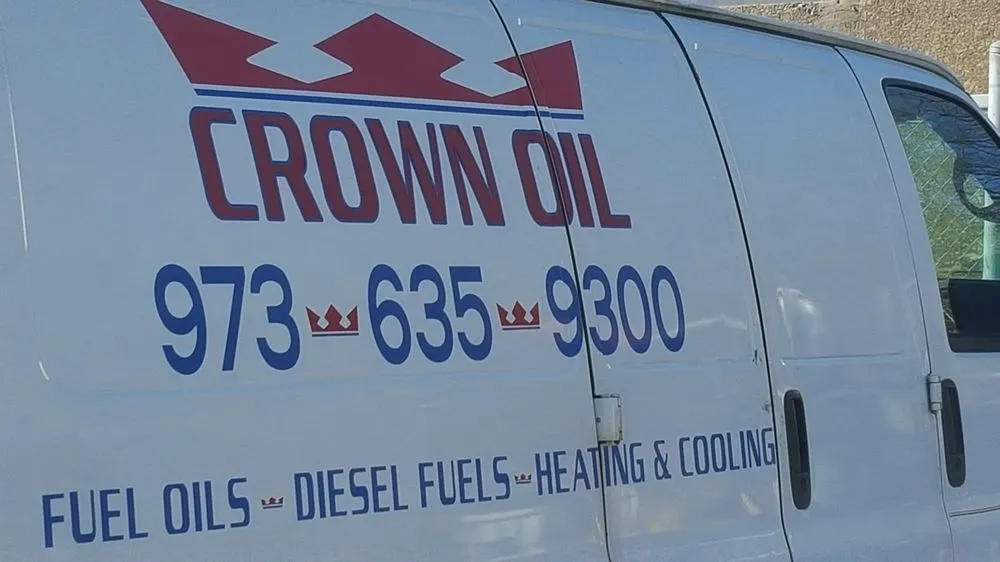 CROWN OIL
973 635 9300
FUEL OILS DIESEL FUELS HEATING & COOLING